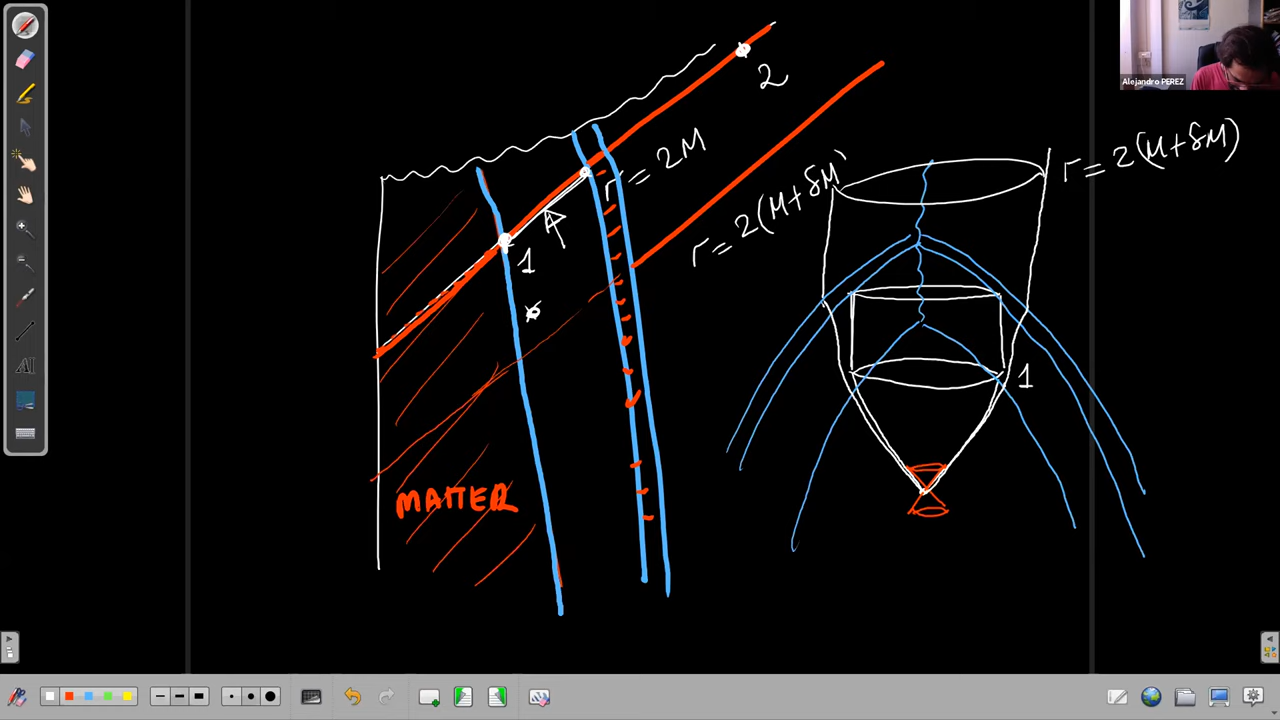 Alejandro PEREZ
2
r = 2M
r = 2(M+δM)
r = 2(M+δM)
1
1
MATTER